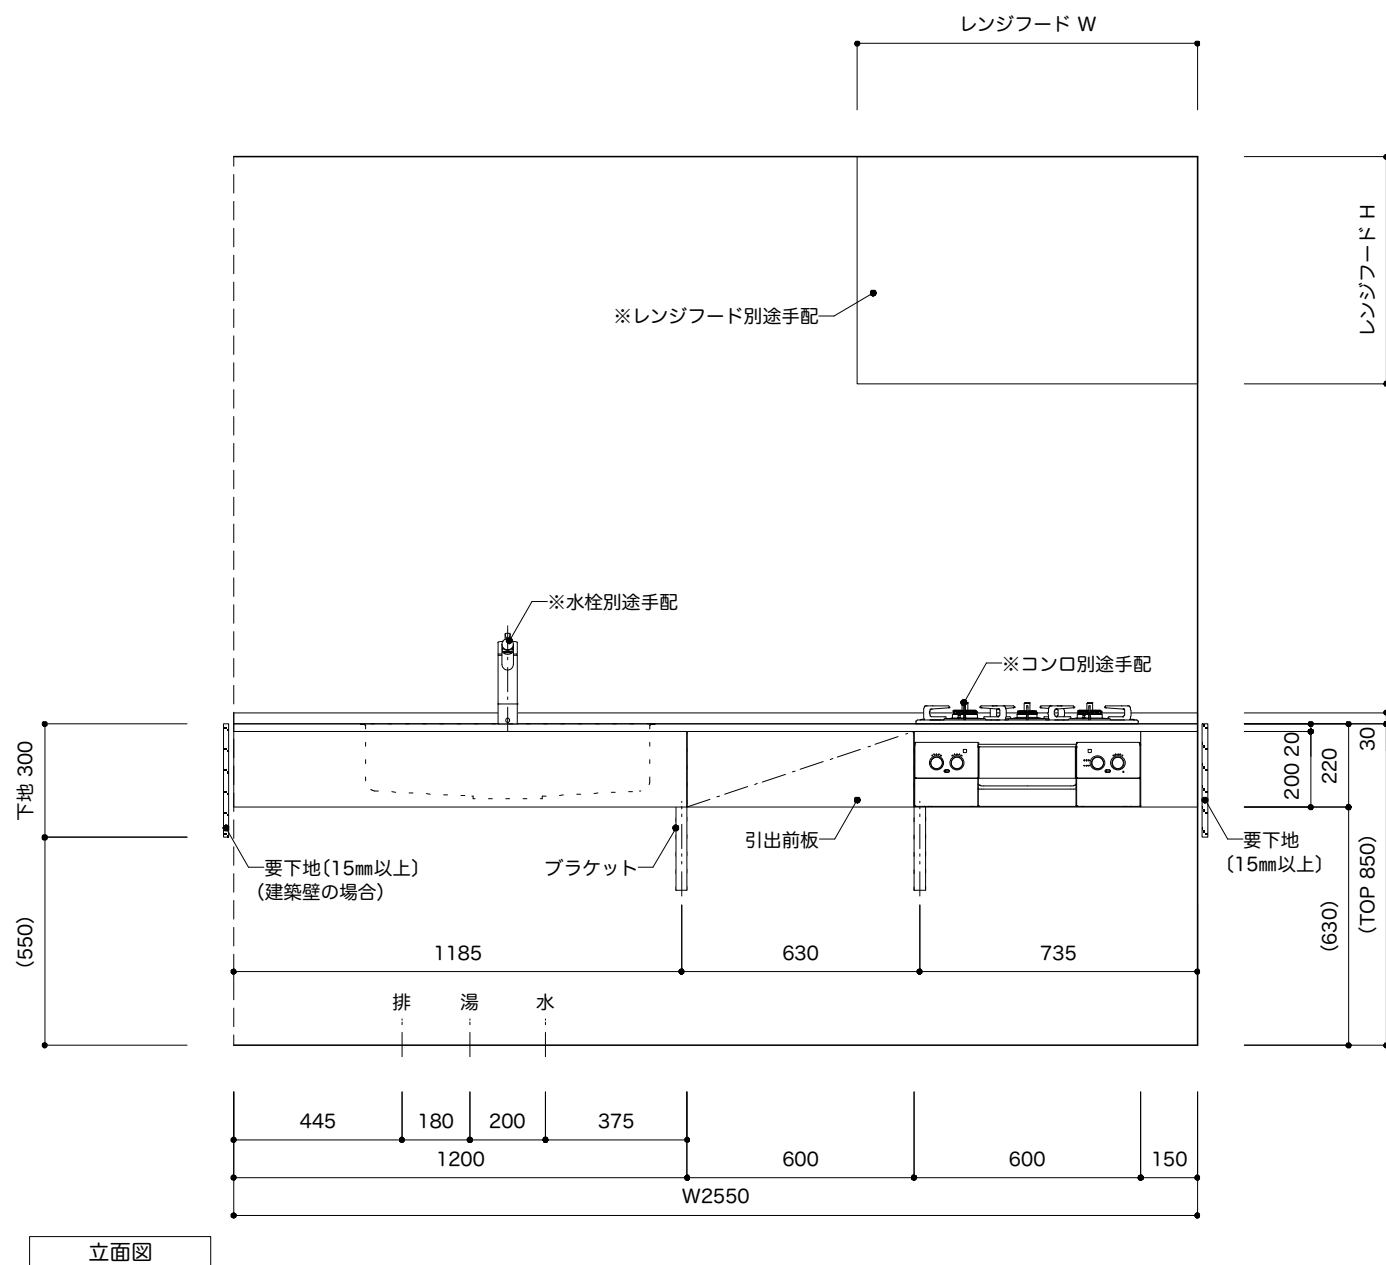 レンジフード W
レンジフード H
※レンジフード別途手配
※水栓別途手配
※コンロ別途手配
下地 300
(550)
200 20
220
30
(630)
(TOP 850)
要下地〔15㎜以上〕
(建築壁の場合)
ブラケット
引出前板
要下地
〔15㎜以上〕
1185
630
735
排
湯
水
445
180
200
375
1200
600
600
150
W2550
立面図